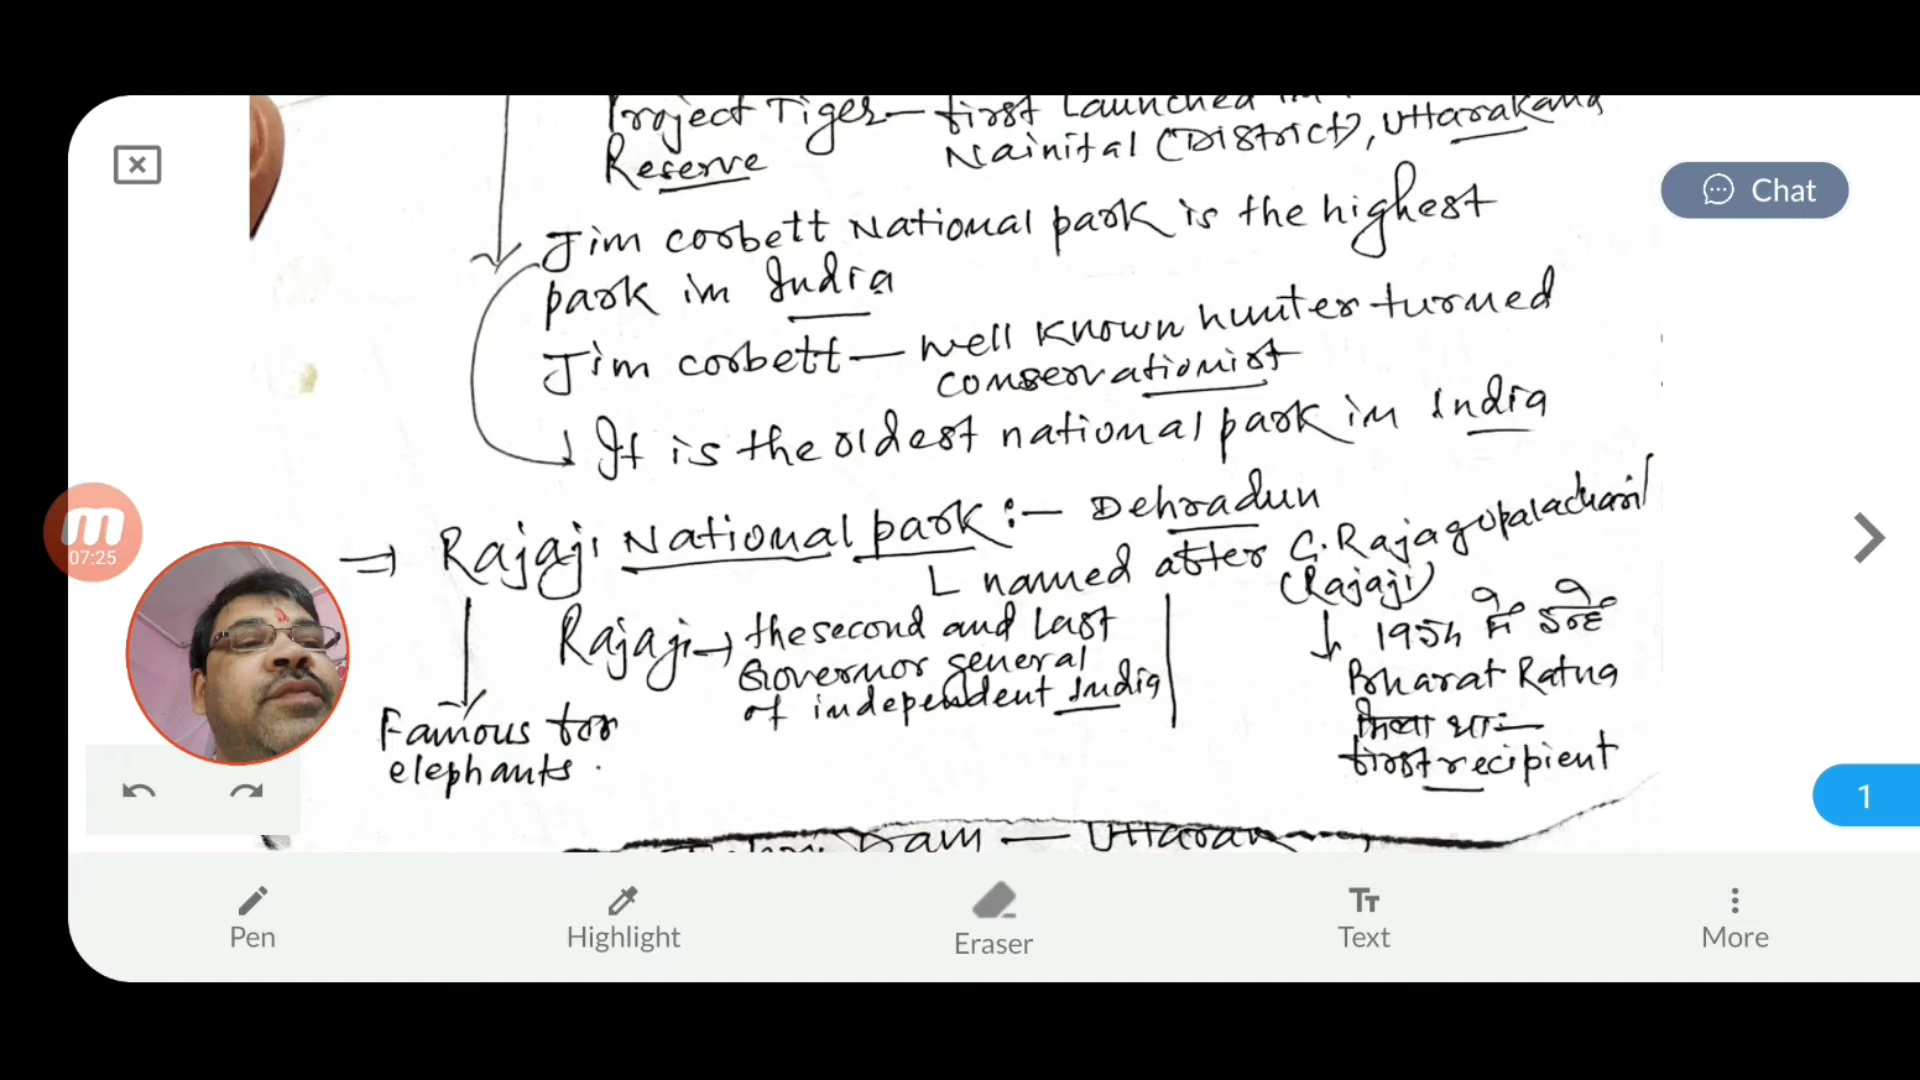 Project Tiger — first Launched in
Reserve Nainital (District), Uttarakhand
Jim corbett National park is the highest
park in India
Jim corbett — well known hunter turned
conservationist
It is the oldest national park in India
⇒ Rajaji National park :— Dehradun
named after C. Rajagopalachari
(Rajaji)
Rajaji → the second and last
Governor general
of independent India
1954 में इन्हें
Bharat Ratna
मिला था :-
first recipient
Famous for
elephants.
Dam — Uttarak
Chat
07:25
1
Pen
Highlight
Eraser
Text
More